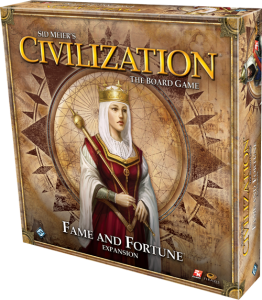 SID MEIER'S
CIVILIZATION
THE BOARD GAME
FAME AND FORTUNE
EXPANSION
CIVILIZATION
FAME AND FORTUNE